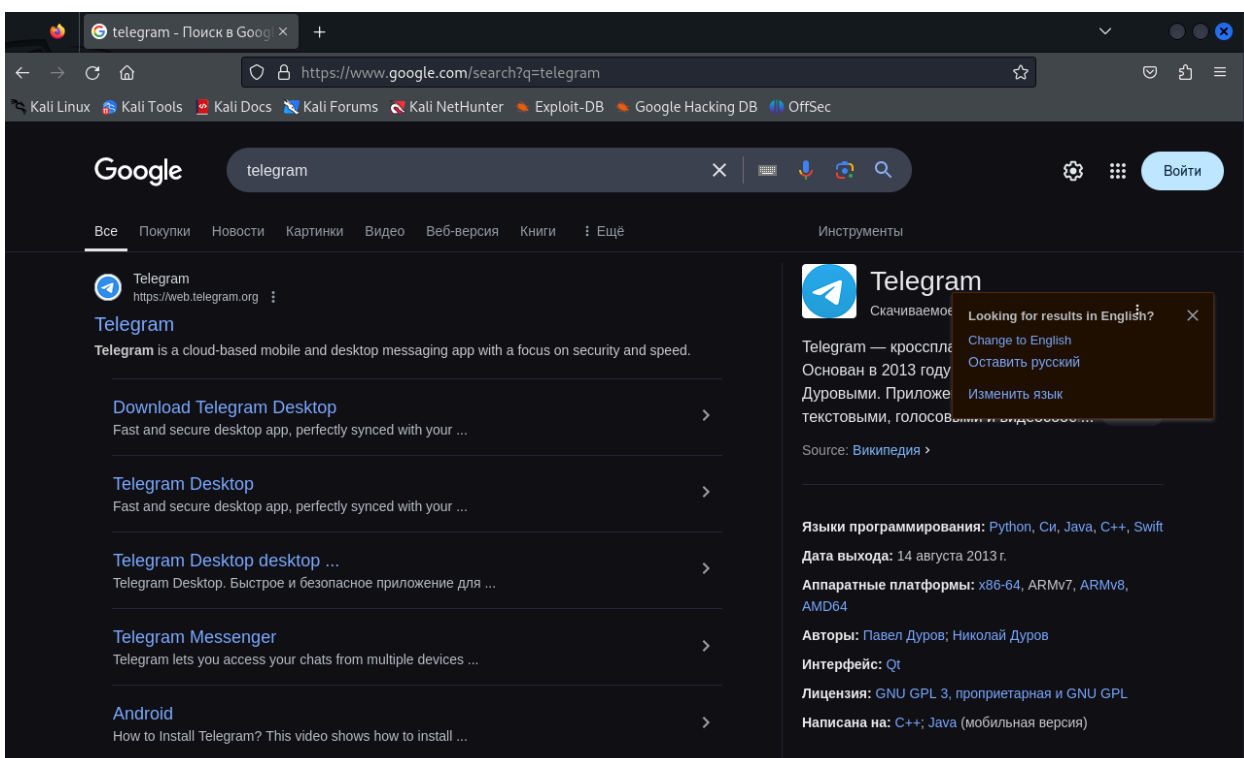 telegram - Поиск в Googl
https://www.google.com/search?q=telegram
Kali Linux Kali Tools Kali Docs Kali Forums Kali NetHunter Exploit-DB Google Hacking DB OffSec
Google telegram Войти
Все Покупки Новости Картинки Видео Веб-версия Книги Ещё Инструменты
Telegram
https://web.telegram.org
Telegram
Telegram is a cloud-based mobile and desktop messaging app with a focus on security and speed.
Download Telegram Desktop
Fast and secure desktop app, perfectly synced with your ...
Telegram Desktop
Fast and secure desktop app, perfectly synced with your ...
Telegram Desktop desktop ...
Telegram Desktop. Быстрое и безопасное приложение для ...
Telegram Messenger
Telegram lets you access your chats from multiple devices ...
Android
How to Install Telegram? This video shows how to install ...
Telegram
Скачиваемое
Looking for results in English?
Change to English
Оставить русский
Изменить язык
Telegram — кросспла
Основан в 2013 году
Дуровыми. Приложе
текстовыми, голосовыми и
Source: Википедия
Языки программирования: Python, Си, Java, C++, Swift
Дата выхода: 14 августа 2013 г.
Аппаратные платформы: x86-64, ARMv7, ARMv8,
AMD64
Авторы: Павел Дуров; Николай Дуров
Интерфейс: Qt
Лицензия: GNU GPL 3, проприетарная и GNU GPL
Написана на: C++; Java (мобильная версия)